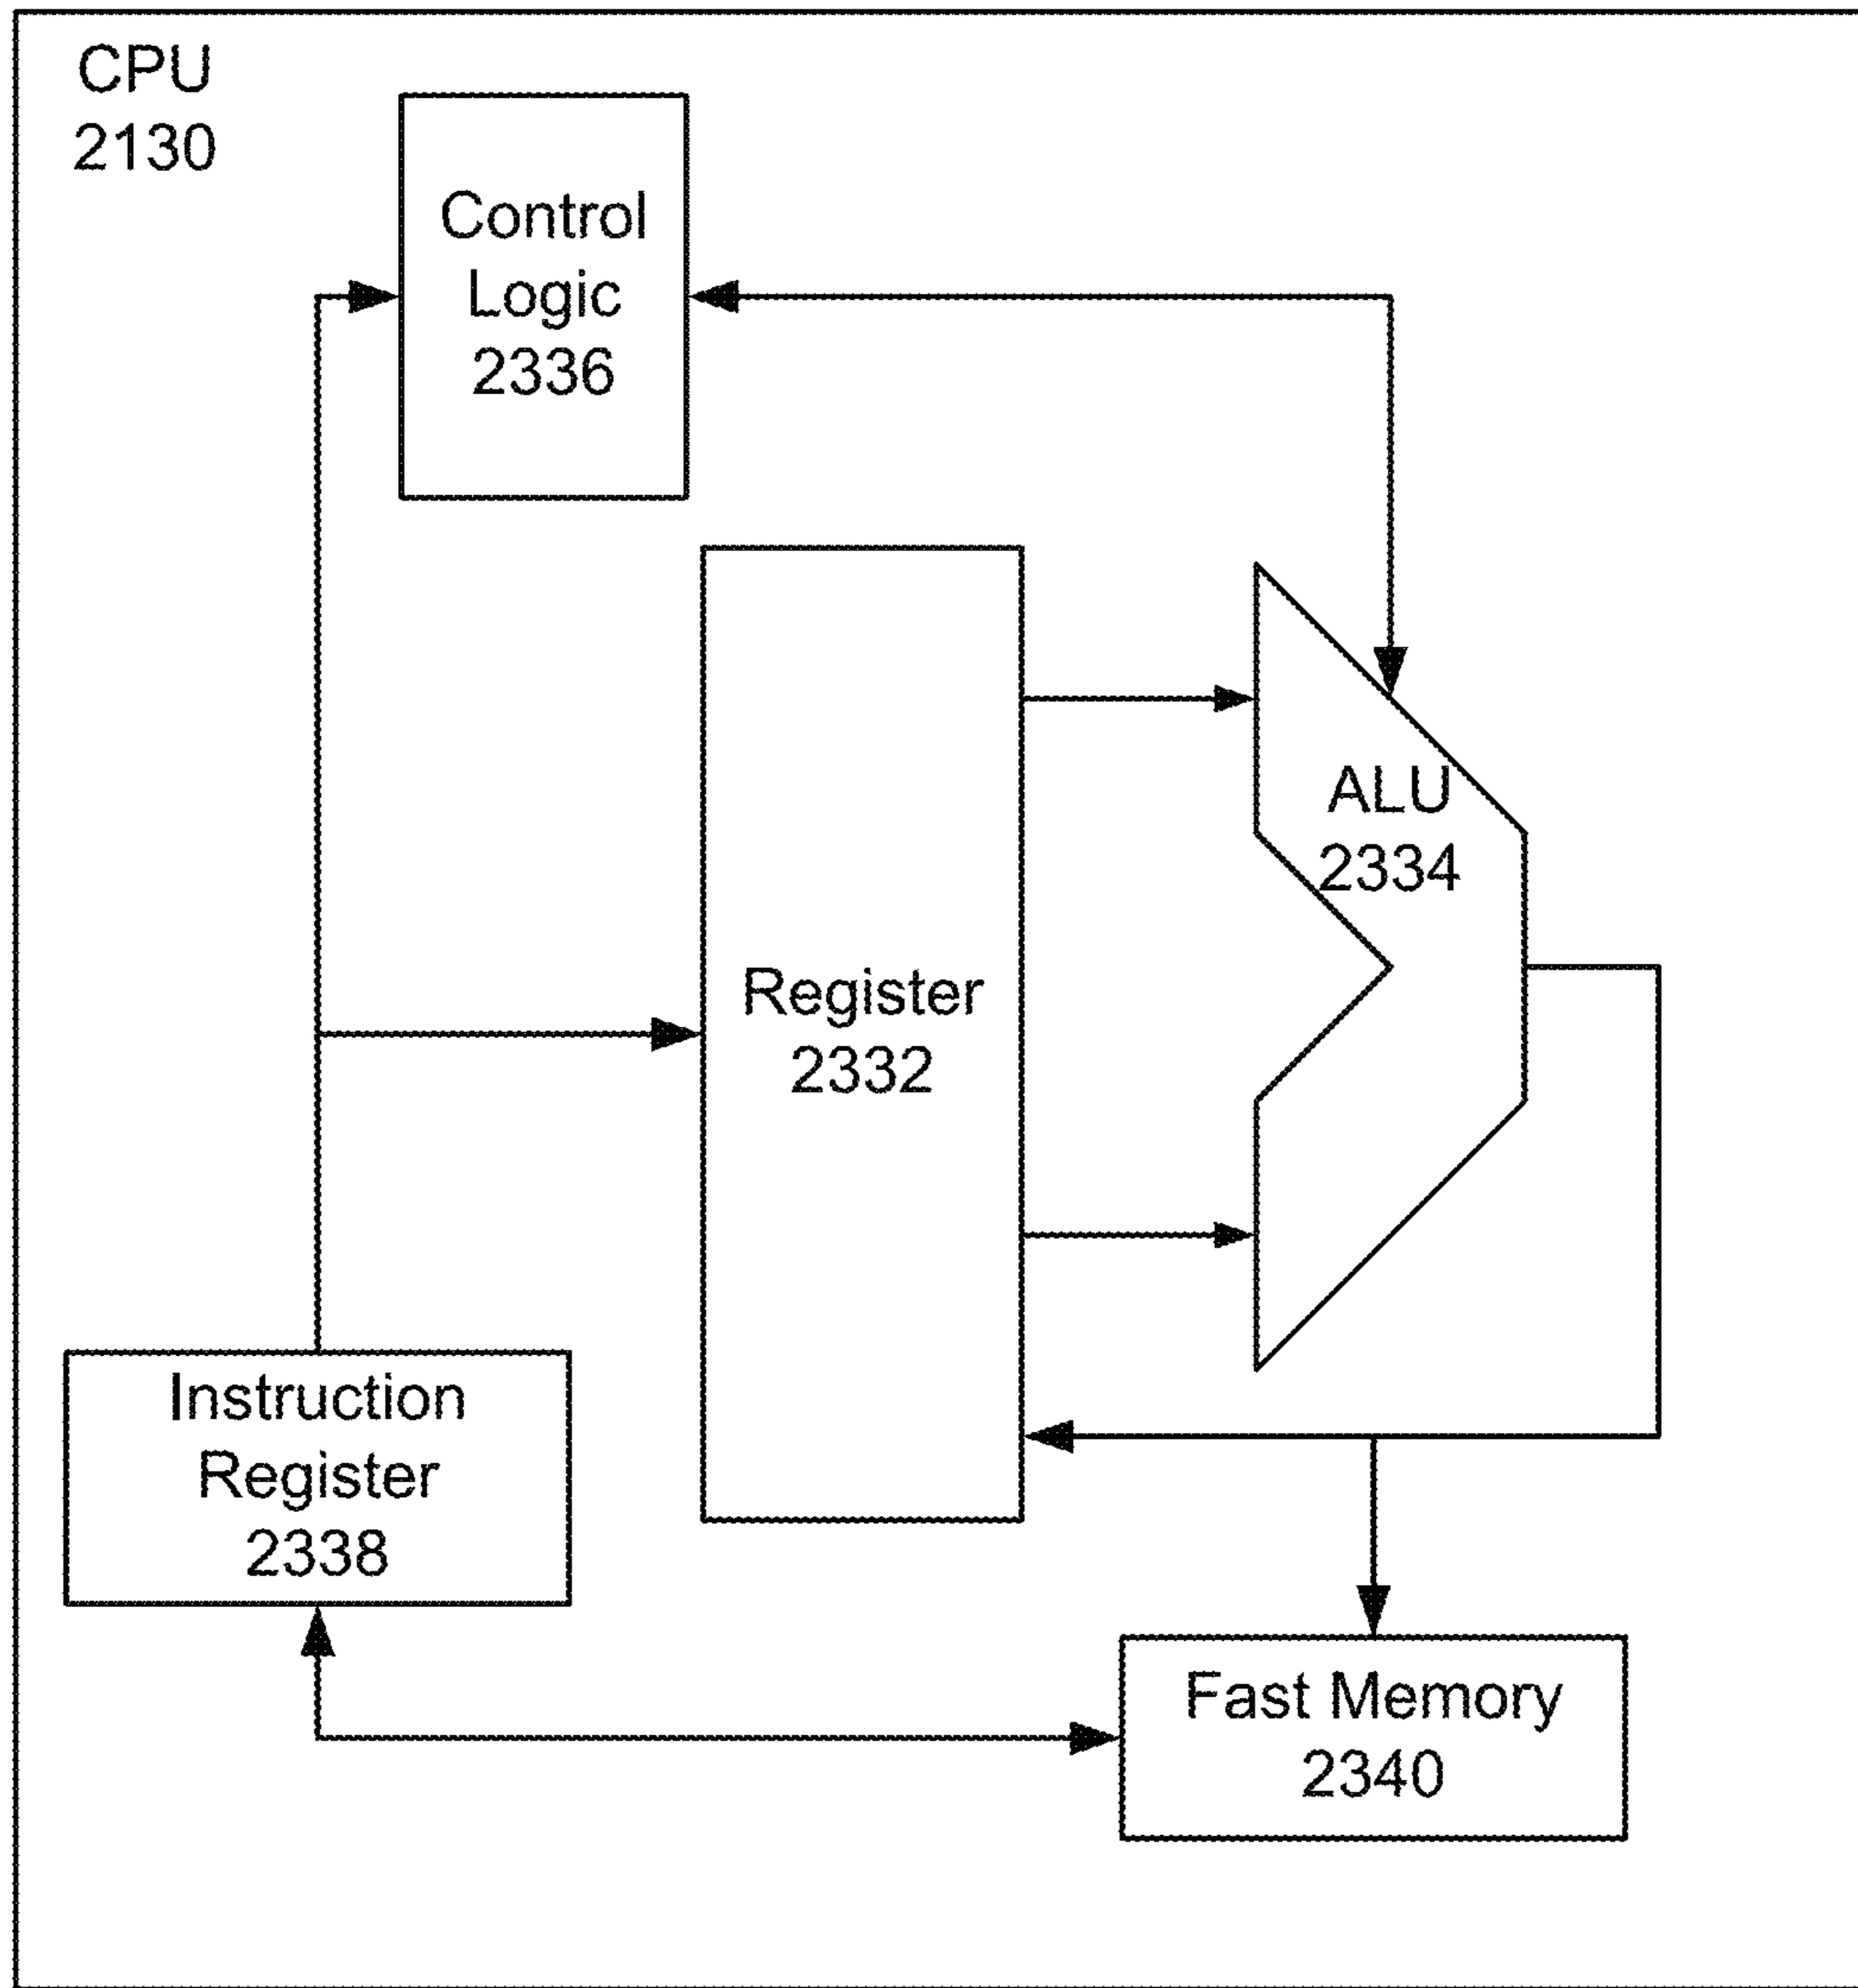 CPU
2130
Control
Logic
2336
ALU
2334
Register
2332
Instruction
Register
2338
Fast Memory
2340